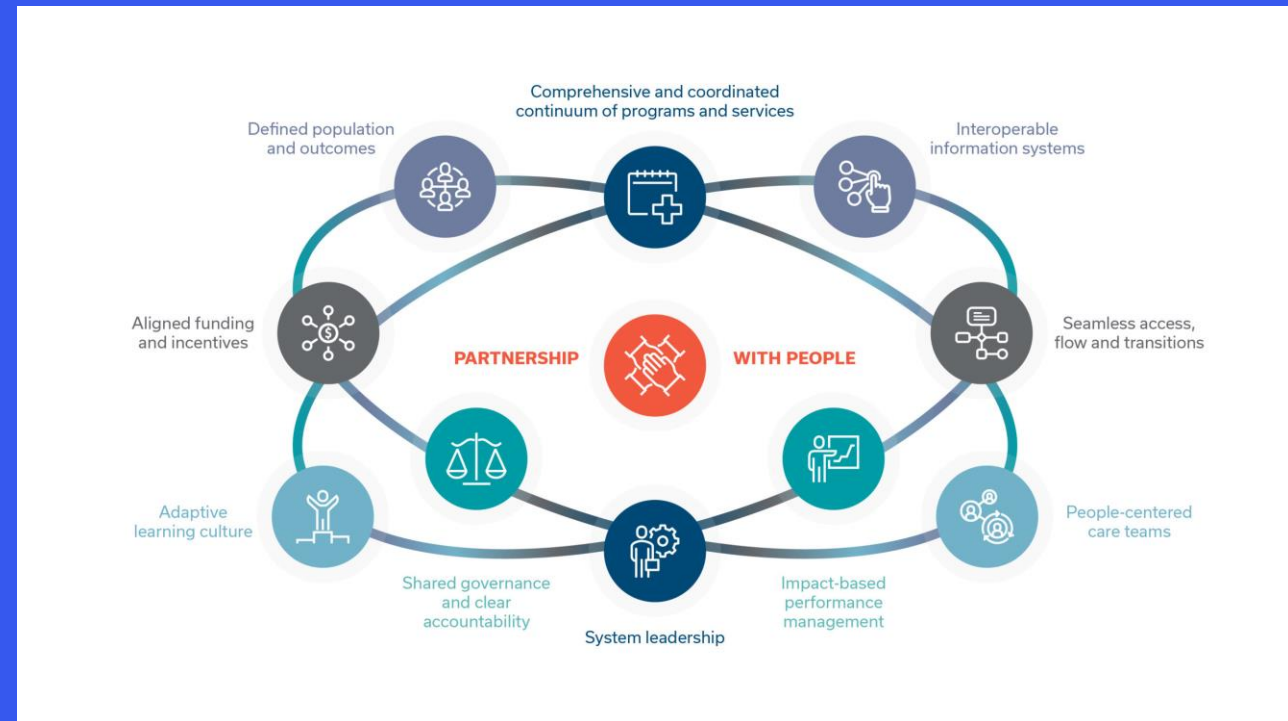 Comprehensive and coordinated
continuum of programs and services
Defined population
and outcomes
Interoperable
information systems
Aligned funding
and incentives
$
Seamless access,
flow and transitions
PARTNERSHIP WITH PEOPLE
Adaptive
learning culture
People-centered
care teams
Shared governance
and clear
accountability
Impact-based
performance
management
System leadership